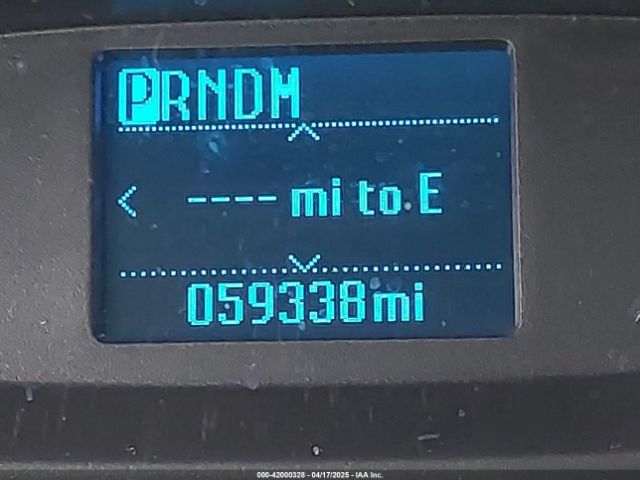 PRNDM
---- mi to E
059338mi
000-42000328 - 04/17/2025 - IAA Inc.